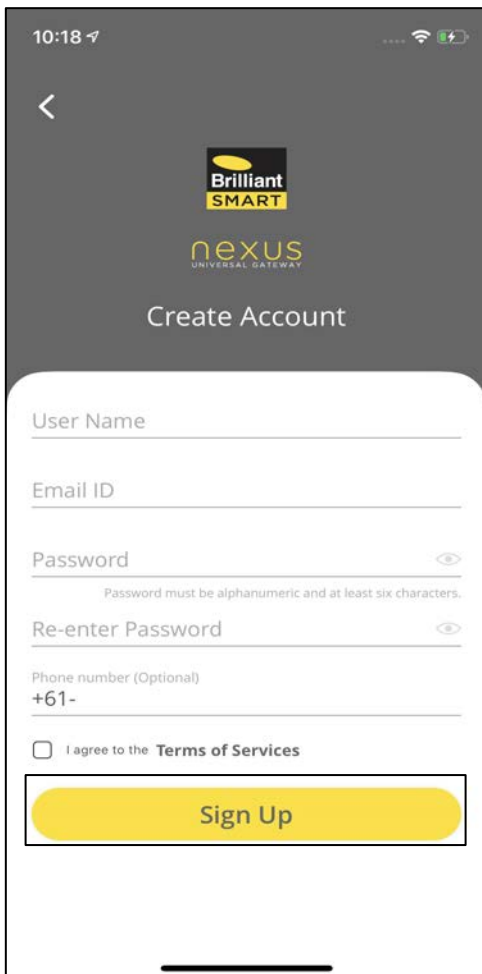 10:18
Brilliant
SMART
nexus
UNIVERSAL GATEWAY
Create Account
User Name
Email ID
Password
Password must be alphanumeric and at least six characters.
Re-enter Password
Phone number (Optional)
+61-
I agree to the Terms of Services
Sign Up